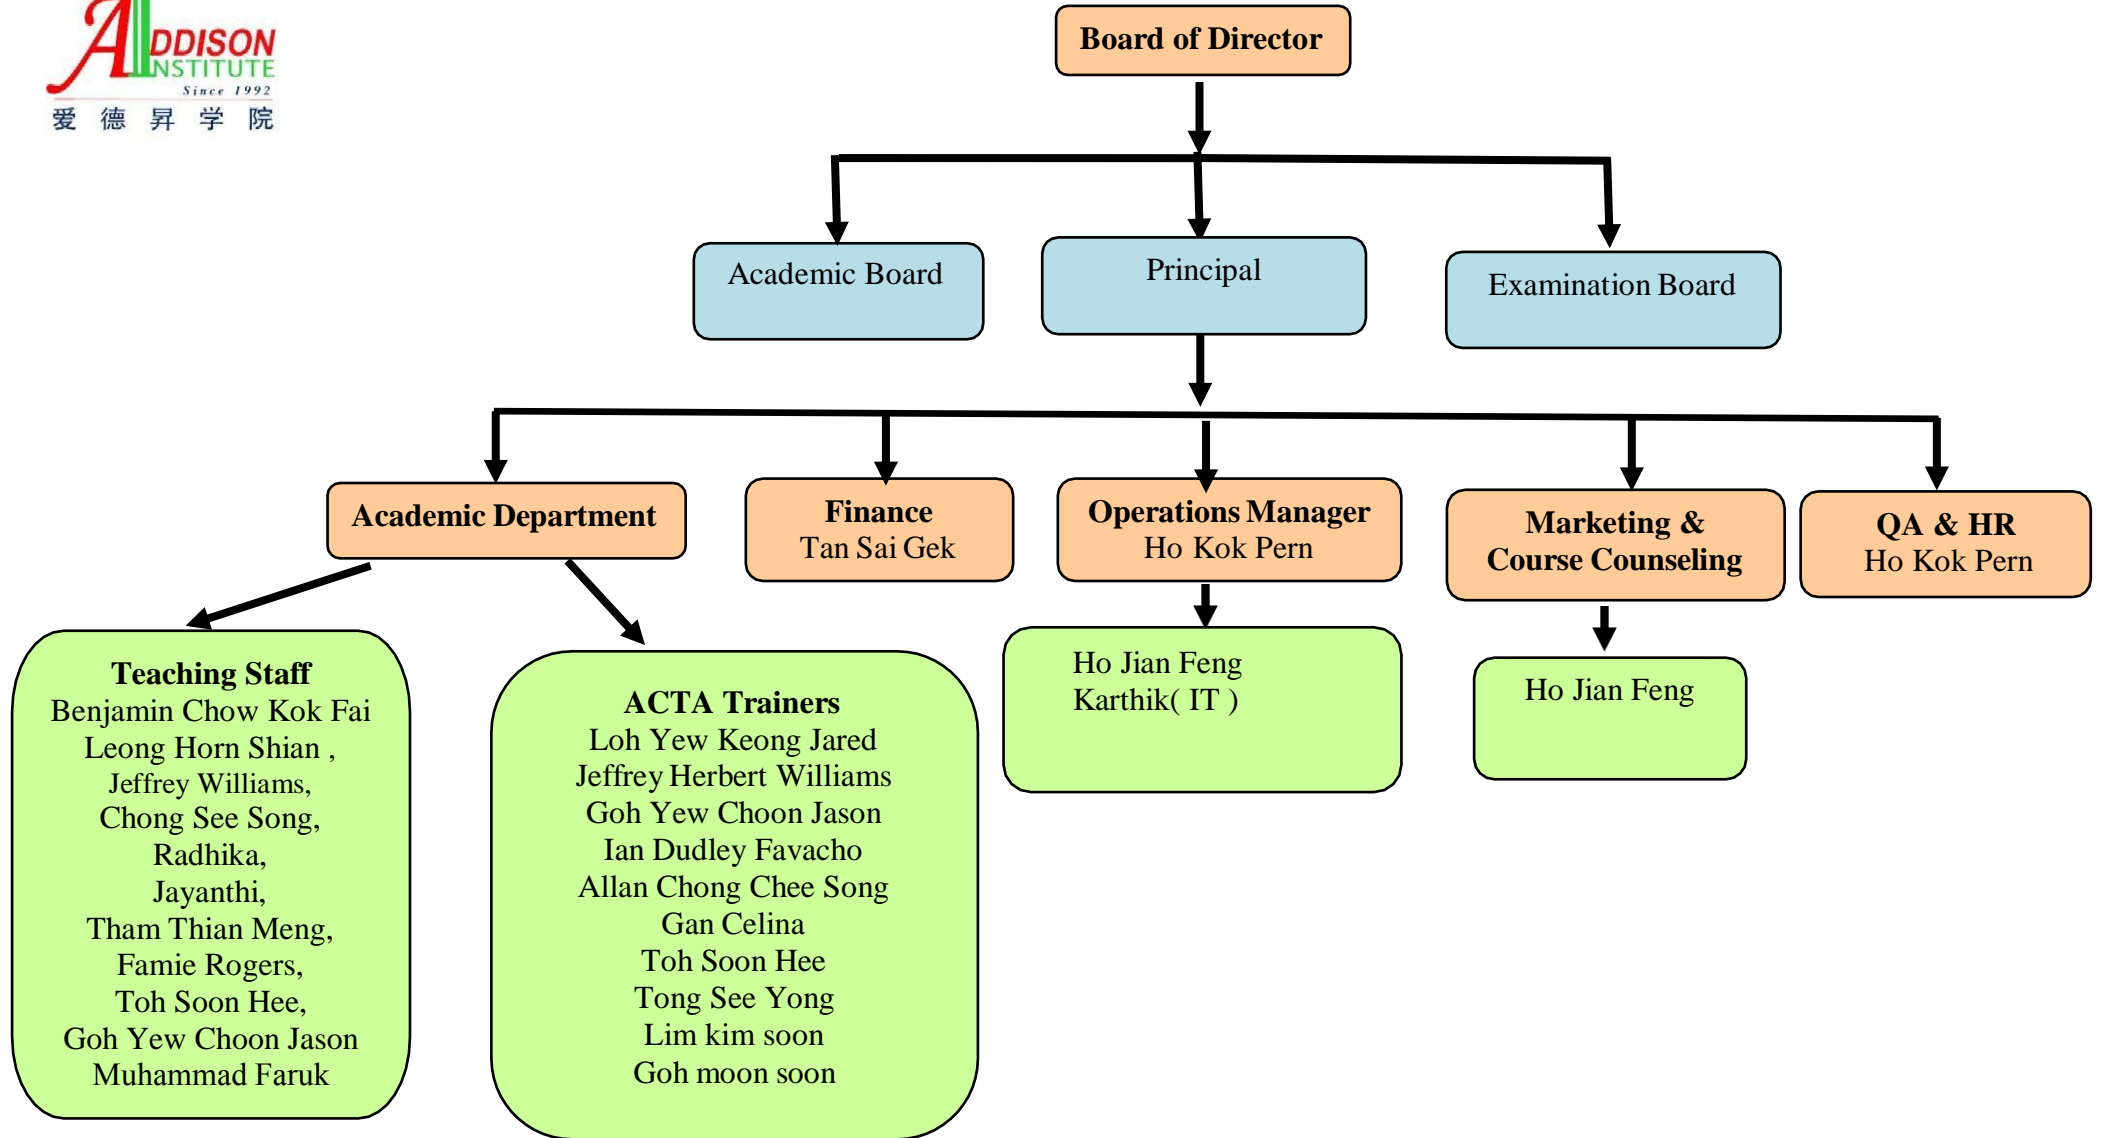 ADDISON
INSTITUTE
Since 1992
爱德昇学院
Board of Director
Academic Board
Principal
Examination Board
Academic Department
Finance
Tan Sai Gek
Operations Manager
Ho Kok Pern
Marketing &
Course Counseling
QA & HR
Ho Kok Pern
Teaching Staff
Benjamin Chow Kok Fai
Leong Horn Shian ,
Jeffrey Williams,
Chong See Song,
Radhika,
Jayanthi,
Tham Thian Meng,
Famie Rogers,
Toh Soon Hee,
Goh Yew Choon Jason
Muhammad Faruk
ACTA Trainers
Loh Yew Keong Jared
Jeffrey Herbert Williams
Goh Yew Choon Jason
Ian Dudley Favacho
Allan Chong Chee Song
Gan Celina
Toh Soon Hee
Tong See Yong
Lim kim soon
Goh moon soon
Ho Jian Feng
Karthik( IT )
Ho Jian Feng